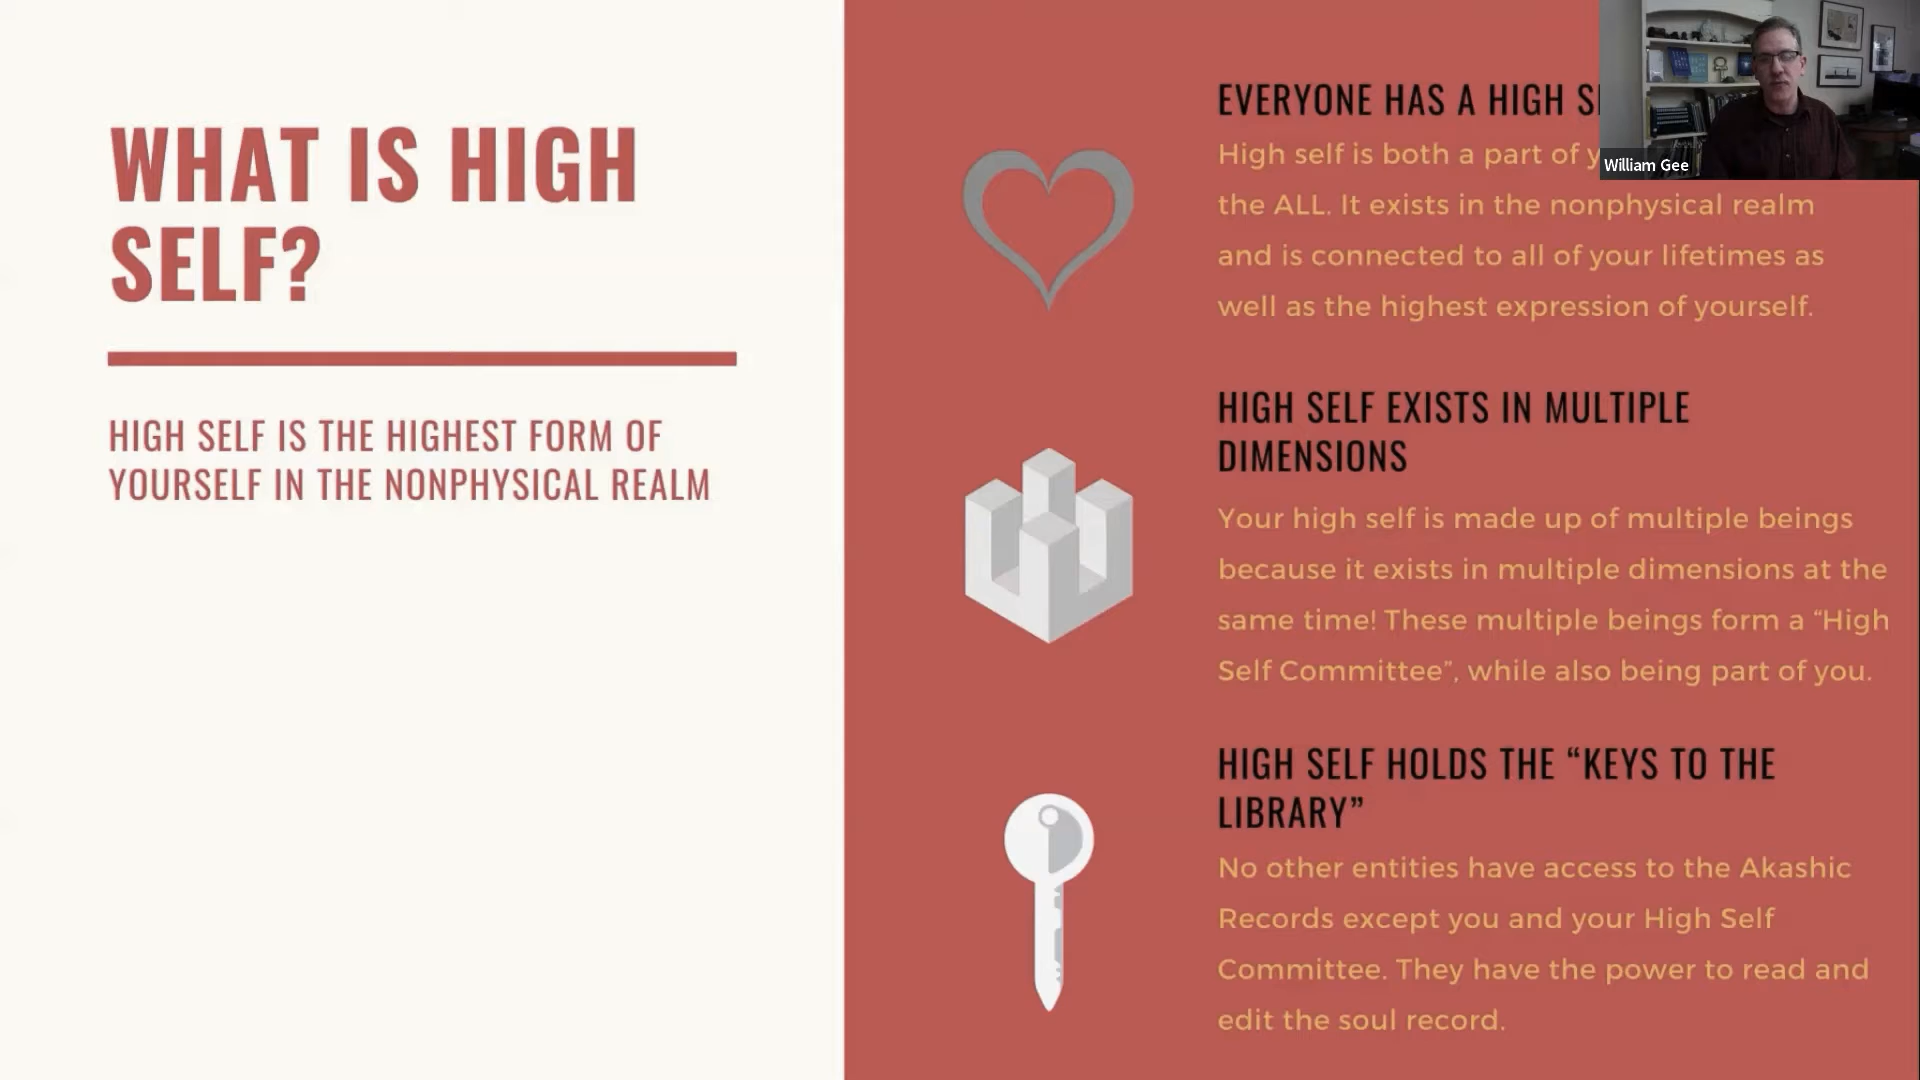 WHAT IS HIGH
SELF?
HIGH SELF IS THE HIGHEST FORM OF
YOURSELF IN THE NONPHYSICAL REALM
EVERYONE HAS A HIGH
High self is both a part of
the ALL. It exists in the nonphysical realm
and is connected to all of your lifetimes as
well as the highest expression of yourself.
HIGH SELF EXISTS IN MULTIPLE
DIMENSIONS
Your high self is made up of multiple beings
because it exists in multiple dimensions at the
same time! These multiple beings form a “High
Self Committee”, while also being part of you.
HIGH SELF HOLDS THE “KEYS TO THE
LIBRARY”
No other entities have access to the Akashic
Records except you and your High Self
Committee. They have the power to read and
edit the soul record.
William Gee